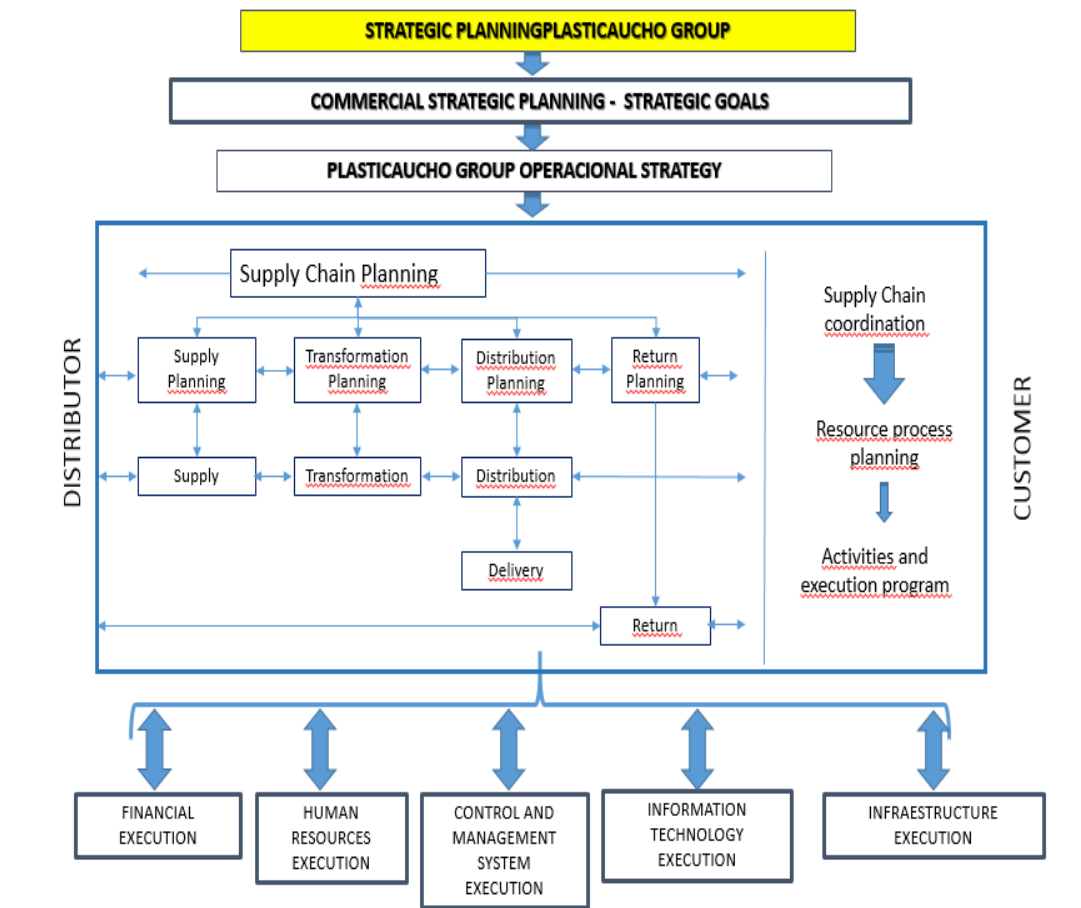 STRATEGIC PLANNINGPLASTICAUCHO GROUP
COMMERCIAL STRATEGIC PLANNING - STRATEGIC GOALS
PLASTICAUCHO GROUP OPERACIONAL STRATEGY
Supply Chain Planning
Supply
Planning
Transformation
Planning
Distribution
Planning
Return
Planning
Supply
Transformation
Distribution
Delivery
Return
Supply Chain
coordination
Resource process
planning
Activities and
execution program
DISTRIBUTOR
CUSTOMER
FINANCIAL
EXECUTION
HUMAN
RESOURCES
EXECUTION
CONTROL AND
MANAGEMENT
SYSTEM
EXECUTION
INFORMATION
TECHNOLOGY
EXECUTION
INFRAESTRUCTURE
EXECUTION